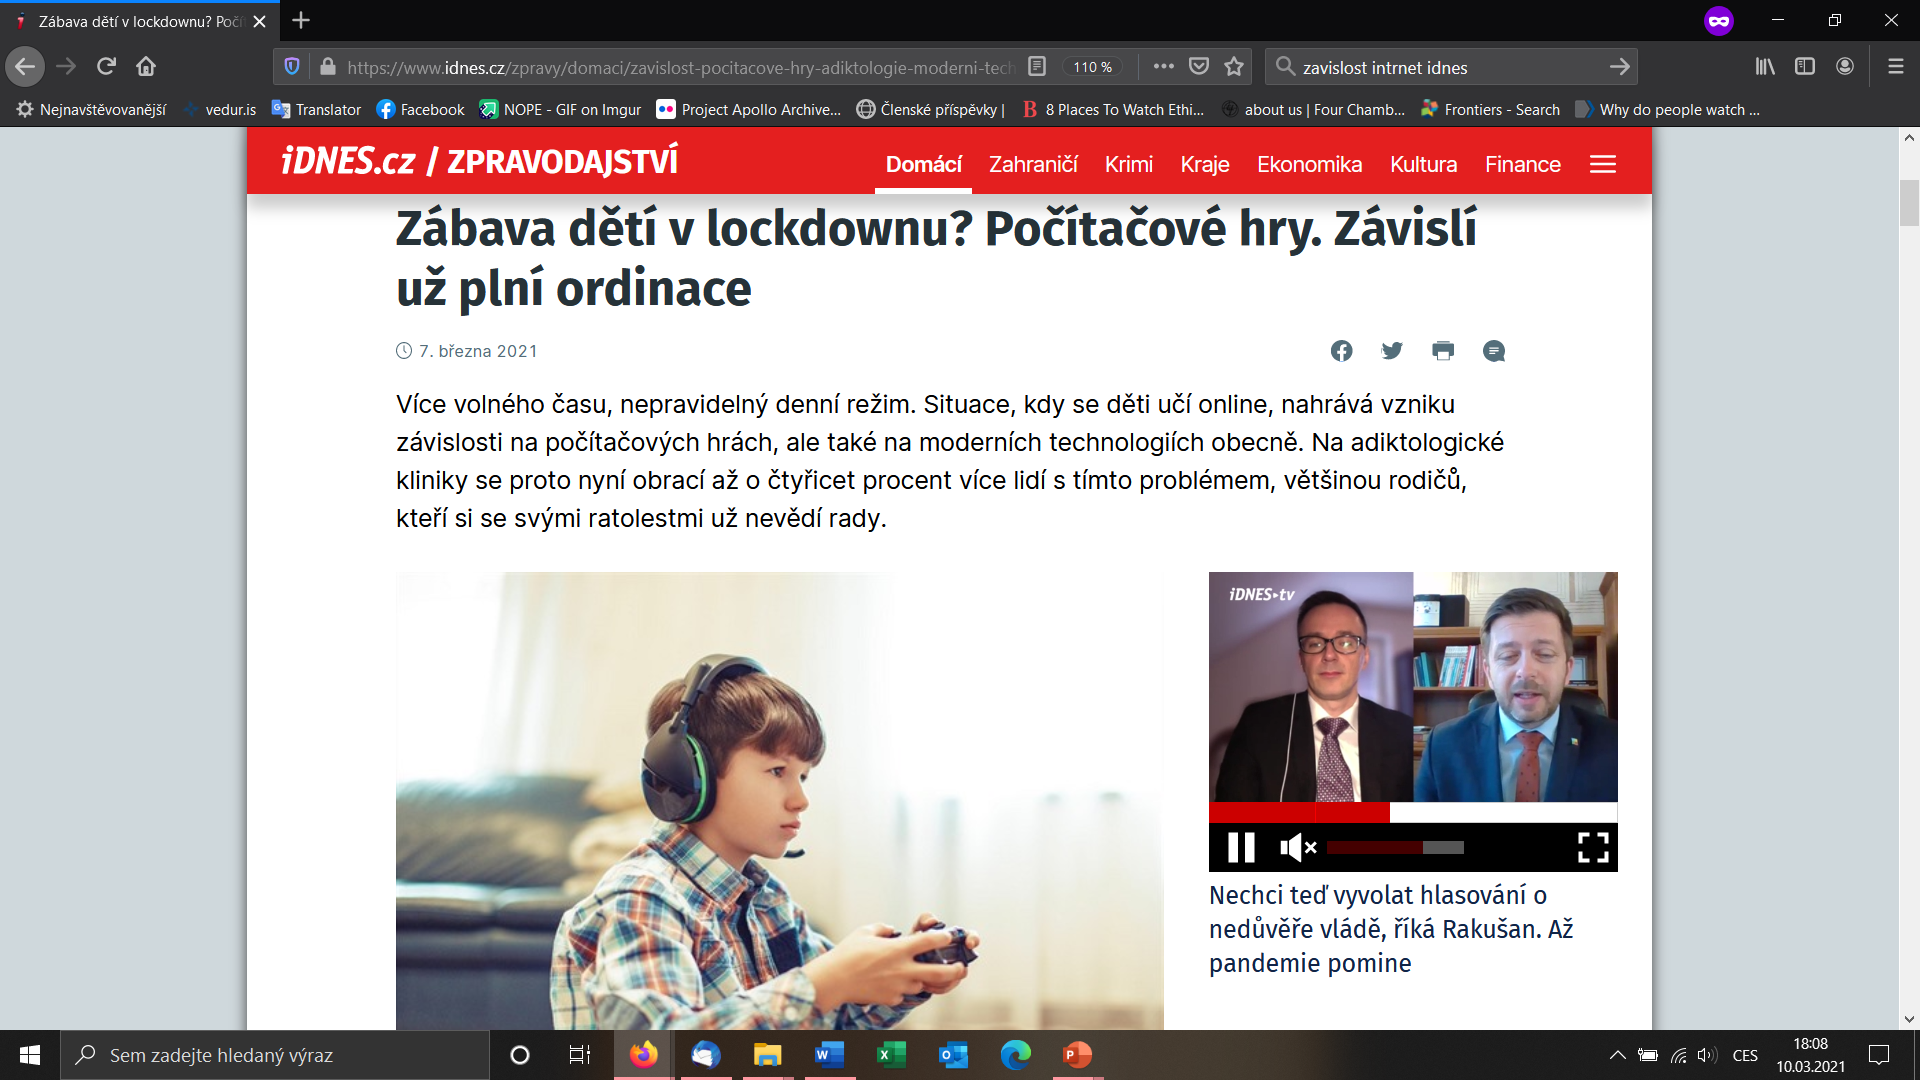 Zábava dětí v lockdownu? Počí
https://www.idnes.cz/zpravy/domaci/zavislost-pocitacove-hry-adiktologie-moderni-tech
110 %
zavislost intrnet idnes
Nejnavštěvovanější
vedur.is
Translator
Facebook
NOPE - GIF on Imgur
Project Apollo Archive...
Členské příspěvky |
B 8 Places To Watch Ethi...
about us | Four Chamb...
Frontiers - Search
Why do people watch ...
iDNES.cz / ZPRAVODAJSTVÍ
Domácí Zahraničí Krimi Kraje Ekonomika Kultura Finance
Zábava dětí v lockdownu? Počítačové hry. Závislí
už plní ordinace
7. března 2021
Více volného času, nepravidelný denní režim. Situace, kdy se děti učí online, nahrává vzniku
závislosti na počítačových hrách, ale také na moderních technologiích obecně. Na adiktologické
kliniky se proto nyní obrací až o čtyřicet procent více lidí s tímto problémem, většinou rodičů,
kteří si se svými ratolestmi už nevědí rady.
iDNES tv
Nechci teď vyvolat hlasování o
nedůvěře vládě, říká Rakušan. Až
pandemie pomine
Sem zadejte hledaný výraz
CES
18:08
10.03.2021